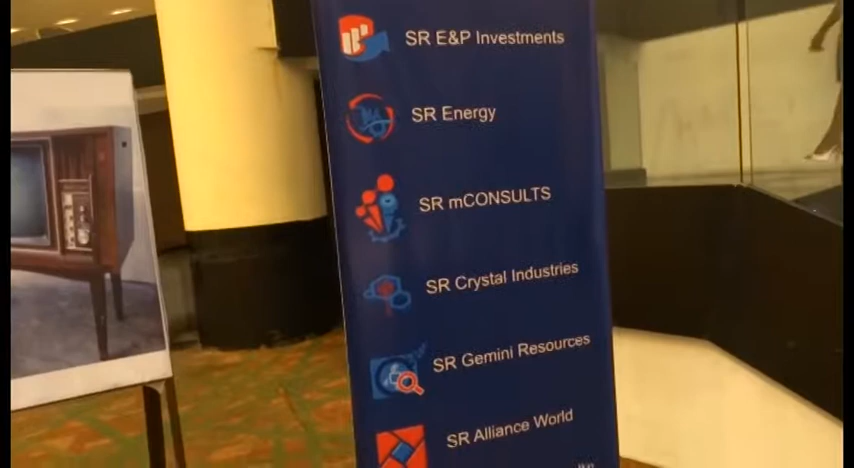 SR E&P Investments
SR Energy
SR mCONSULTS
SR Crystal Industries
SR Gemini Resources
SR Alliance World